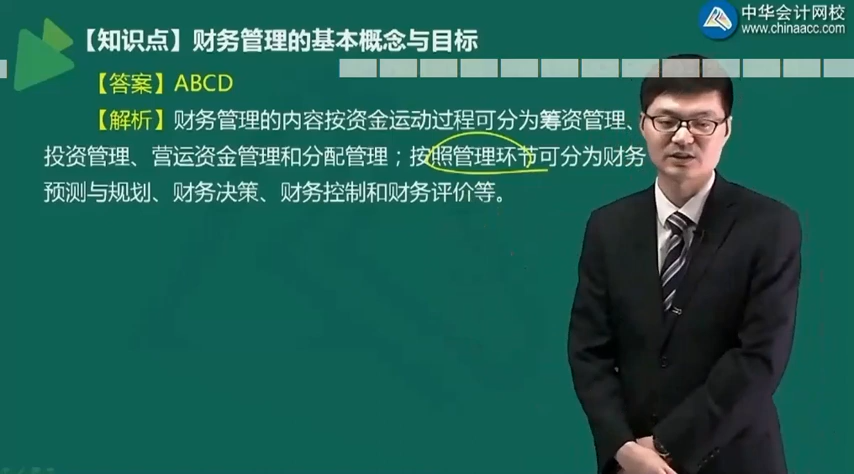 中华会计网校
www.chinaacc.com
【知识点】财务管理的基本概念与目标
【答案】ABCD
【解析】财务管理的内容按资金运动过程可分为筹资管理、
投资管理、营运资金管理和分配管理；按照管理环节可分为财务
预测与规划、财务决策、财务控制和财务评价等。